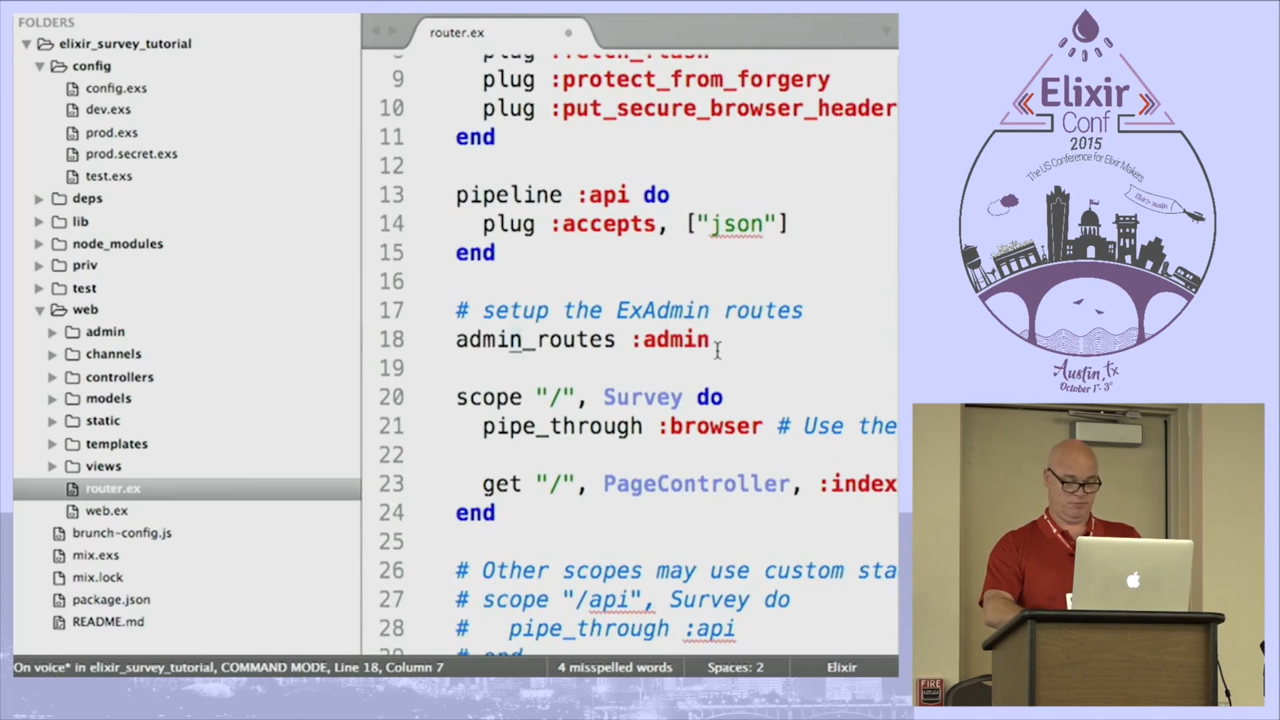 FOLDERS
elixir_survey_tutorial
config
config.exs
dev.exs
prod.exs
prod.secret.exs
test.exs
deps
lib
node_modules
priv
test
web
admin
channels
controllers
models
static
templates
views
router.ex
web.ex
brunch-config.js
mix.exs
mix.lock
package.json
README.md
router.ex
9 plug :protect_from_forgery
10 plug :put_secure_browser_header
11 end
12
13 pipeline :api do
14 plug :accepts, ["json"]
15 end
16
17 # setup the ExAdmin routes
18 admin_routes :admin
19
20 scope "/", Survey do
21 pipe_through :browser # Use the
22
23 get "/", PageController, :index
24 end
25
26 # Other scopes may use custom sta
27 # scope "/api", Survey do
28 # pipe_through :api
On voice* in elixir_survey_tutorial, COMMAND MODE, Line 18, Column 7
4 misspelled words
Spaces: 2
Elixir
Elixir
Conf
2015
The US Conference for Elixir Makers
Austin, tx
October 1st- 3rd
FIRE